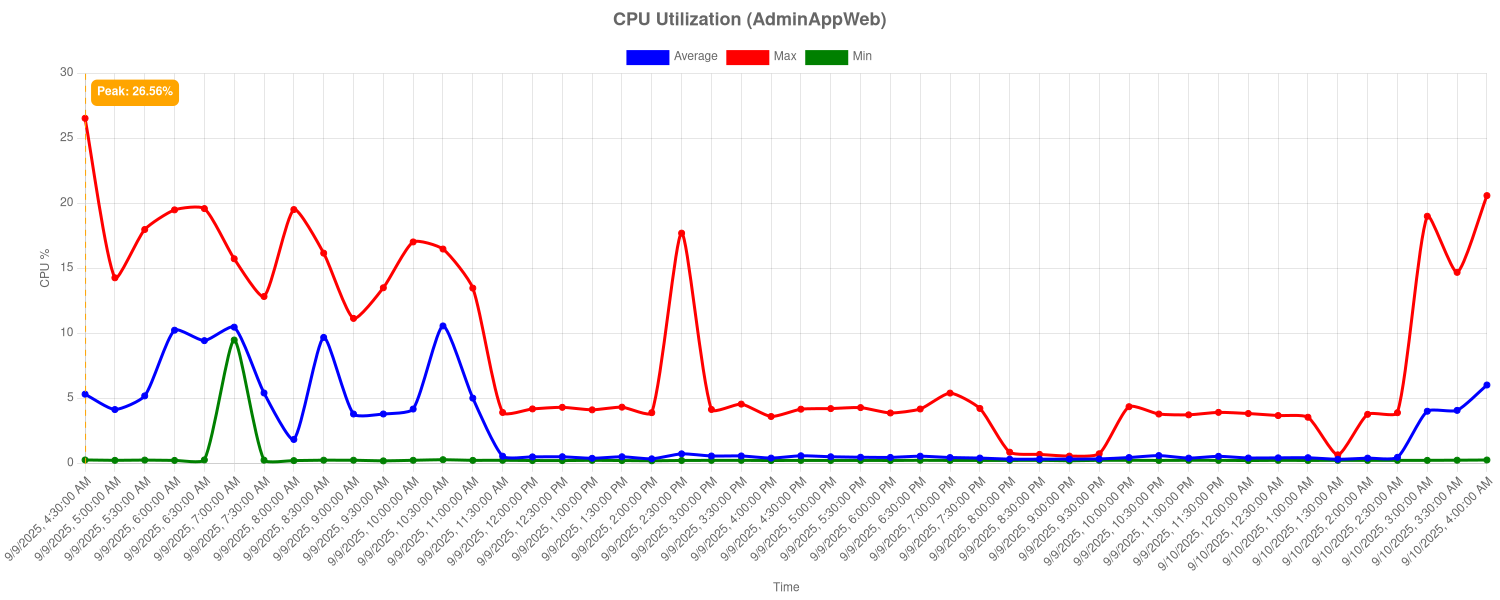 CPU Utilization (AdminAppWeb)
Average Max Min
Peak: 26.56%
30
25
20
15
10
5
0
CPU %
9/9/2025, 4:30:00 AM
9/9/2025, 5:00:00 AM
9/9/2025, 5:30:00 AM
9/9/2025, 6:00:00 AM
9/9/2025, 6:30:00 AM
9/9/2025, 7:00:00 AM
9/9/2025, 7:30:00 AM
9/9/2025, 8:00:00 AM
9/9/2025, 8:30:00 AM
9/9/2025, 9:00:00 AM
9/9/2025, 9:30:00 AM
9/9/2025, 10:00:00 AM
9/9/2025, 10:30:00 AM
9/9/2025, 11:00:00 AM
9/9/2025, 11:30:00 AM
9/9/2025, 12:00:00 PM
9/9/2025, 12:30:00 PM
9/9/2025, 1:00:00 PM
9/9/2025, 1:30:00 PM
9/9/2025, 2:00:00 PM
9/9/2025, 2:30:00 PM
9/9/2025, 3:00:00 PM
9/9/2025, 3:30:00 PM
9/9/2025, 4:00:00 PM
9/9/2025, 4:30:00 PM
9/9/2025, 5:00:00 PM
9/9/2025, 5:30:00 PM
9/9/2025, 6:00:00 PM
9/9/2025, 6:30:00 PM
9/9/2025, 7:00:00 PM
9/9/2025, 7:30:00 PM
9/9/2025, 8:00:00 PM
9/9/2025, 8:30:00 PM
9/9/2025, 9:00:00 PM
9/9/2025, 9:30:00 PM
9/9/2025, 10:00:00 PM
9/9/2025, 10:30:00 PM
9/9/2025, 11:00:00 PM
9/9/2025, 11:30:00 PM
9/10/2025, 12:00:00 AM
9/10/2025, 12:30:00 AM
9/10/2025, 1:00:00 AM
9/10/2025, 1:30:00 AM
9/10/2025, 2:00:00 AM
9/10/2025, 2:30:00 AM
9/10/2025, 3:00:00 AM
9/10/2025, 3:30:00 AM
9/10/2025, 4:00:00 AM
Time